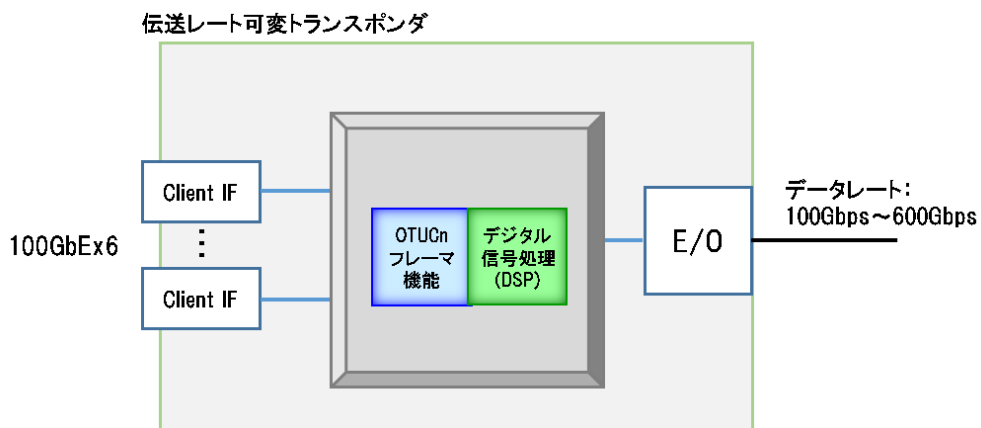 伝送レート可変トランスポンダ
Client IF
⋮
Client IF
100GbEx6
OTUCn
フレーマ
機能
デジタル
信号処理
(DSP)
E/O
データレート:
100Gbps～600Gbps